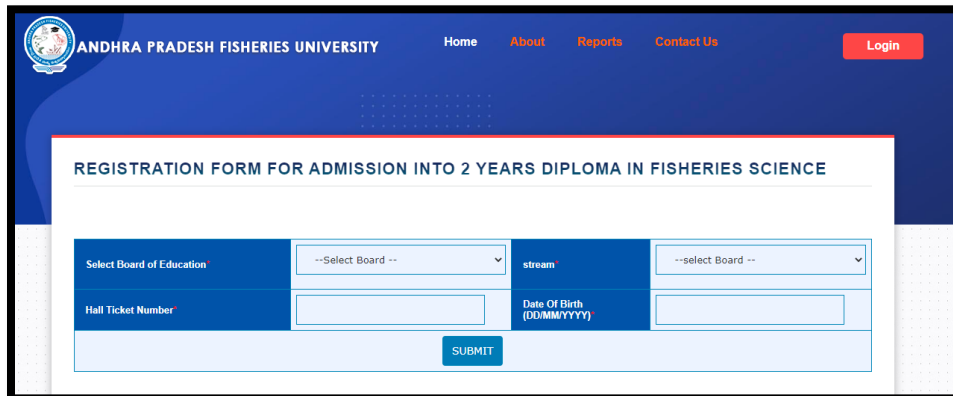 ANDHRA PRADESH FISHERIES UNIVERSITY
Home About Reports Contact Us
Login
REGISTRATION FORM FOR ADMISSION INTO 2 YEARS DIPLOMA IN FISHERIES SCIENCE
Select Board of Education* --Select Board -- stream* --select Board --
Hall Ticket Number* Date Of Birth
(DD/MM/YYYY)*
SUBMIT